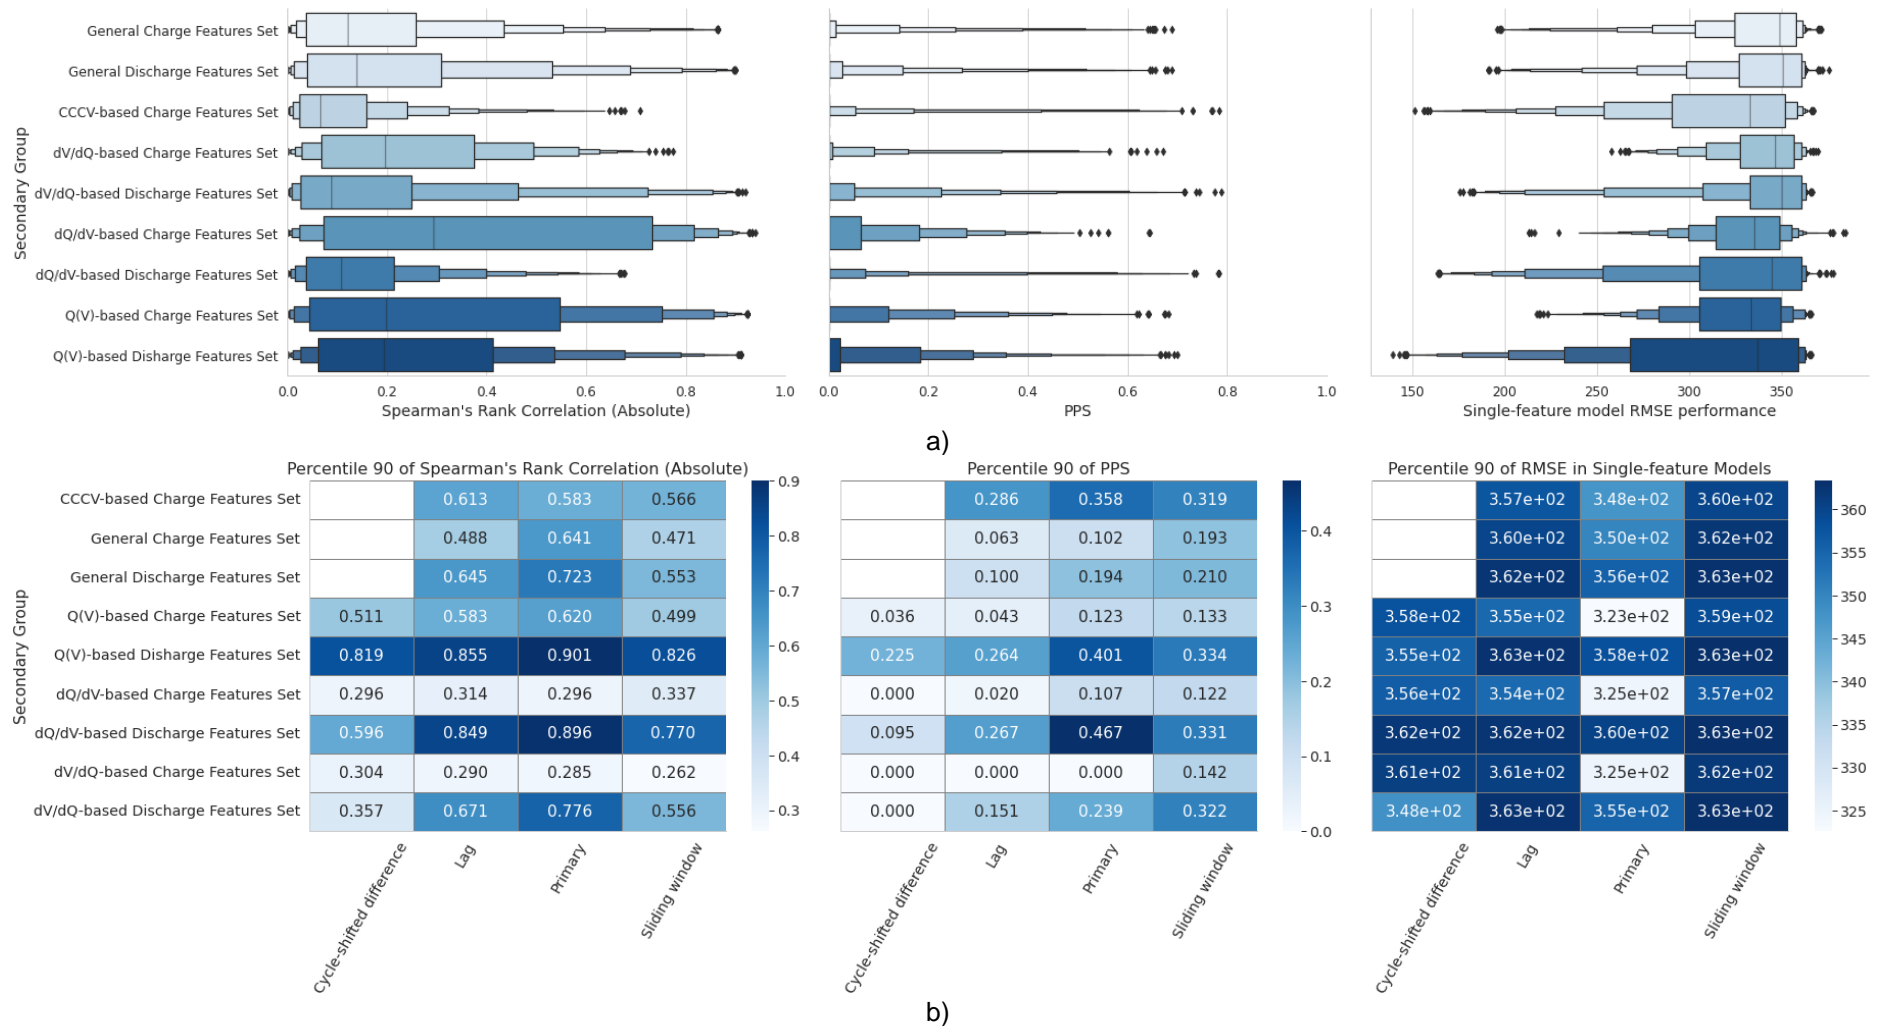 Secondary Group
General Charge Features Set
General Discharge Features Set
CCCV-based Charge Features Set
dV/dQ-based Charge Features Set
dV/dQ-based Discharge Features Set
dQ/dV-based Charge Features Set
dQ/dV-based Discharge Features Set
Q(V)-based Charge Features Set
Q(V)-based Disharge Features Set
0.0 0.2 0.4 0.6 0.8 1.0
Spearman's Rank Correlation (Absolute)
0.0 0.2 0.4 0.6 0.8 1.0
PPS
150 200 250 300 350
Single-feature model RMSE performance
a)
Percentile 90 of Spearman's Rank Correlation (Absolute)
Secondary Group
CCCV-based Charge Features Set 0.613 0.583 0.566
General Charge Features Set 0.488 0.641 0.471
General Discharge Features Set 0.645 0.723 0.553
Q(V)-based Charge Features Set 0.511 0.583 0.620 0.499
Q(V)-based Disharge Features Set 0.819 0.855 0.901 0.826
dQ/dV-based Charge Features Set 0.296 0.314 0.296 0.337
dQ/dV-based Discharge Features Set 0.596 0.849 0.896 0.770
dV/dQ-based Charge Features Set 0.304 0.290 0.285 0.262
dV/dQ-based Discharge Features Set 0.357 0.671 0.776 0.556
Cycle-shifted difference
Lag
Primary
Sliding window
0.9
0.8
0.7
0.6
0.5
0.4
0.3
Percentile 90 of PPS
0.286 0.358 0.319
0.063 0.102 0.193
0.100 0.194 0.210
0.036 0.043 0.123 0.133
0.225 0.264 0.401 0.334
0.000 0.020 0.107 0.122
0.095 0.267 0.467 0.331
0.000 0.000 0.000 0.142
0.000 0.151 0.239 0.322
Cycle-shifted difference
Lag
Primary
Sliding window
0.4
0.3
0.2
0.1
0.0
Percentile 90 of RMSE in Single-feature Models
3.57e+02 3.48e+02 3.60e+02
3.60e+02 3.50e+02 3.62e+02
3.62e+02 3.56e+02 3.63e+02
3.58e+02 3.55e+02 3.23e+02 3.59e+02
3.55e+02 3.63e+02 3.58e+02 3.63e+02
3.56e+02 3.54e+02 3.25e+02 3.57e+02
3.62e+02 3.62e+02 3.60e+02 3.63e+02
3.61e+02 3.61e+02 3.25e+02 3.62e+02
3.48e+02 3.63e+02 3.55e+02 3.63e+02
Cycle-shifted difference
Lag
Primary
Sliding window
360
355
350
345
340
335
330
325
b)